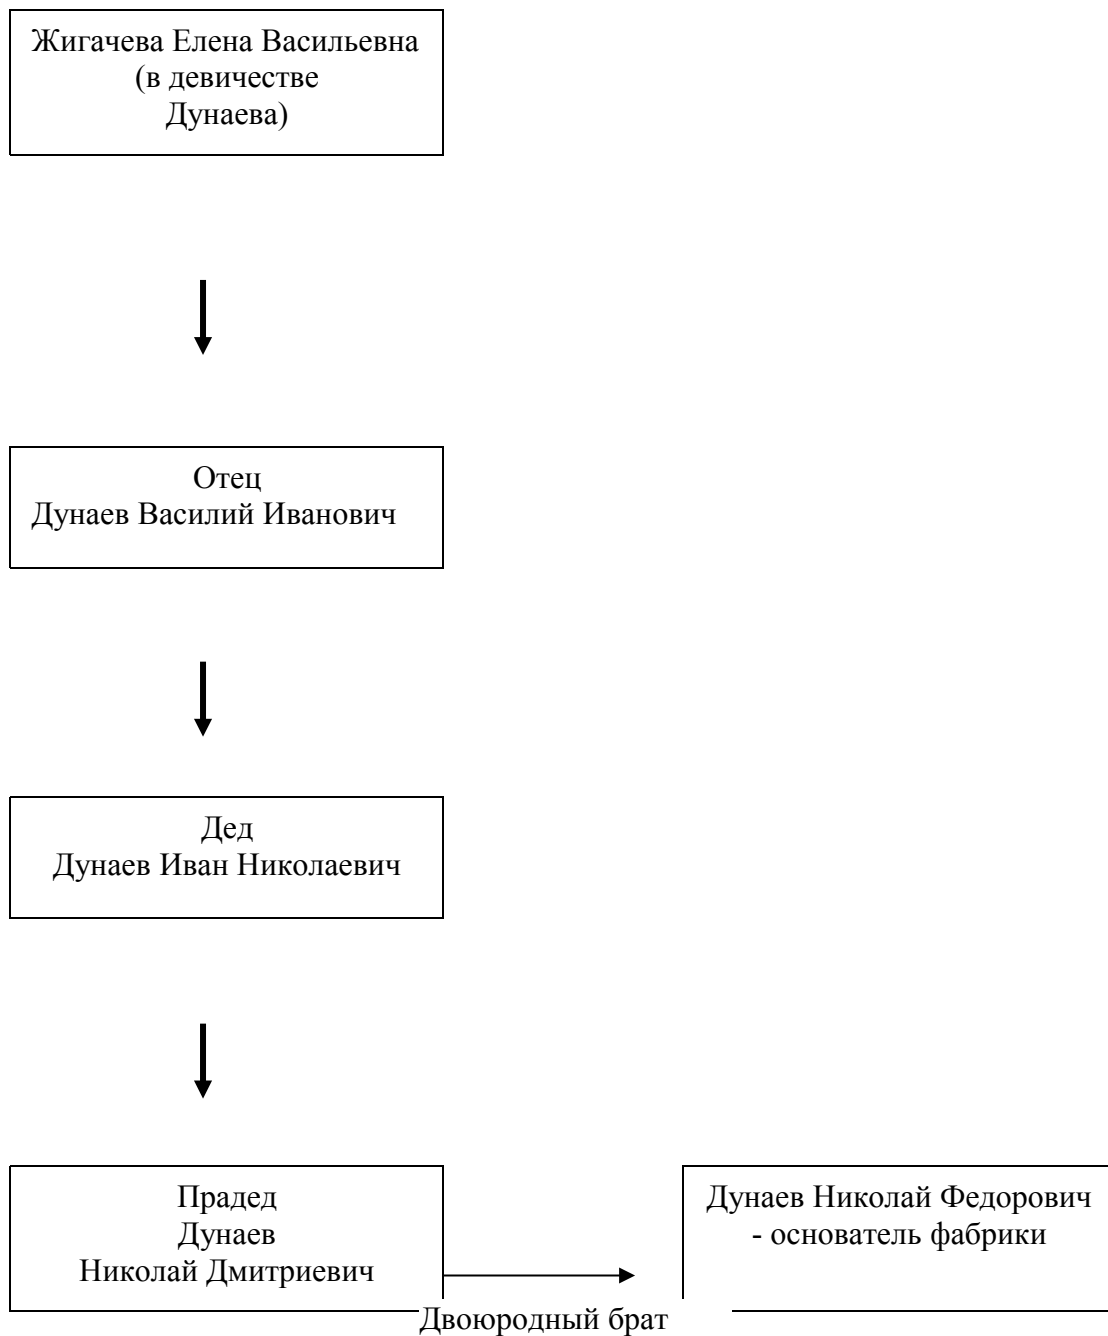 Жигачева Елена Васильевна
(в девичестве
Дунаева)
Отец
Дунаев Василий Иванович
Дед
Дунаев Иван Николаевич
Прадед
Дунаев
Николай Дмитриевич
Дунаев Николай Федорович
- основатель фабрики
Двоюродный брат